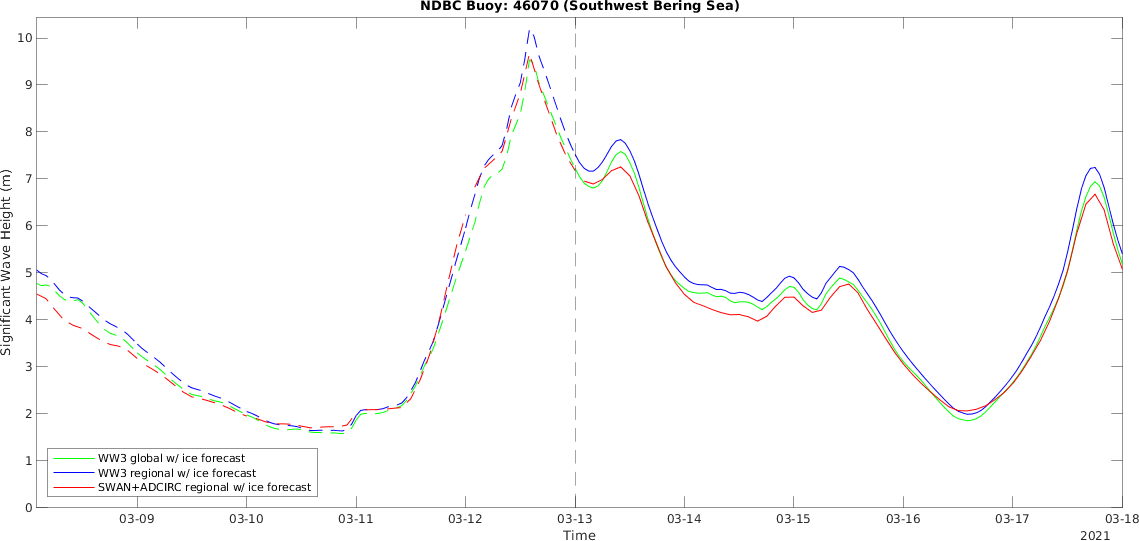 NDBC Buoy: 46070 (Southwest Bering Sea)
10
9
8
7
6
5
4
3
2
1
0
Significant Wave Height (m)
WW3 global w/ ice forecast
WW3 regional w/ ice forecast
SWAN+ADCIRC regional w/ ice forecast
03-09 03-10 03-11 03-12 03-13 03-14 03-15 03-16 03-17 03-18
Time
2021